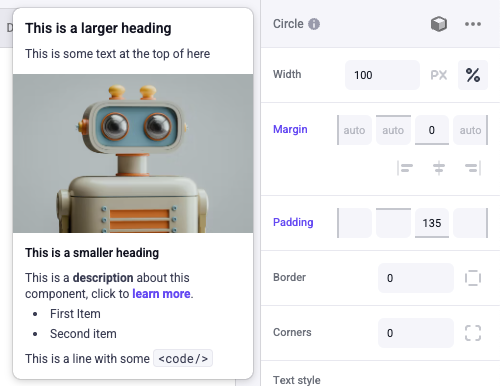 D
This is a larger heading
This is some text at the top of here
This is a smaller heading
This is a description about this
component, click to learn more.
• First Item
• Second item
This is a line with some <code/>
Circle
Width 100 PX %
Margin auto auto 0 auto
Padding 135
Border 0
Corners 0
Text style